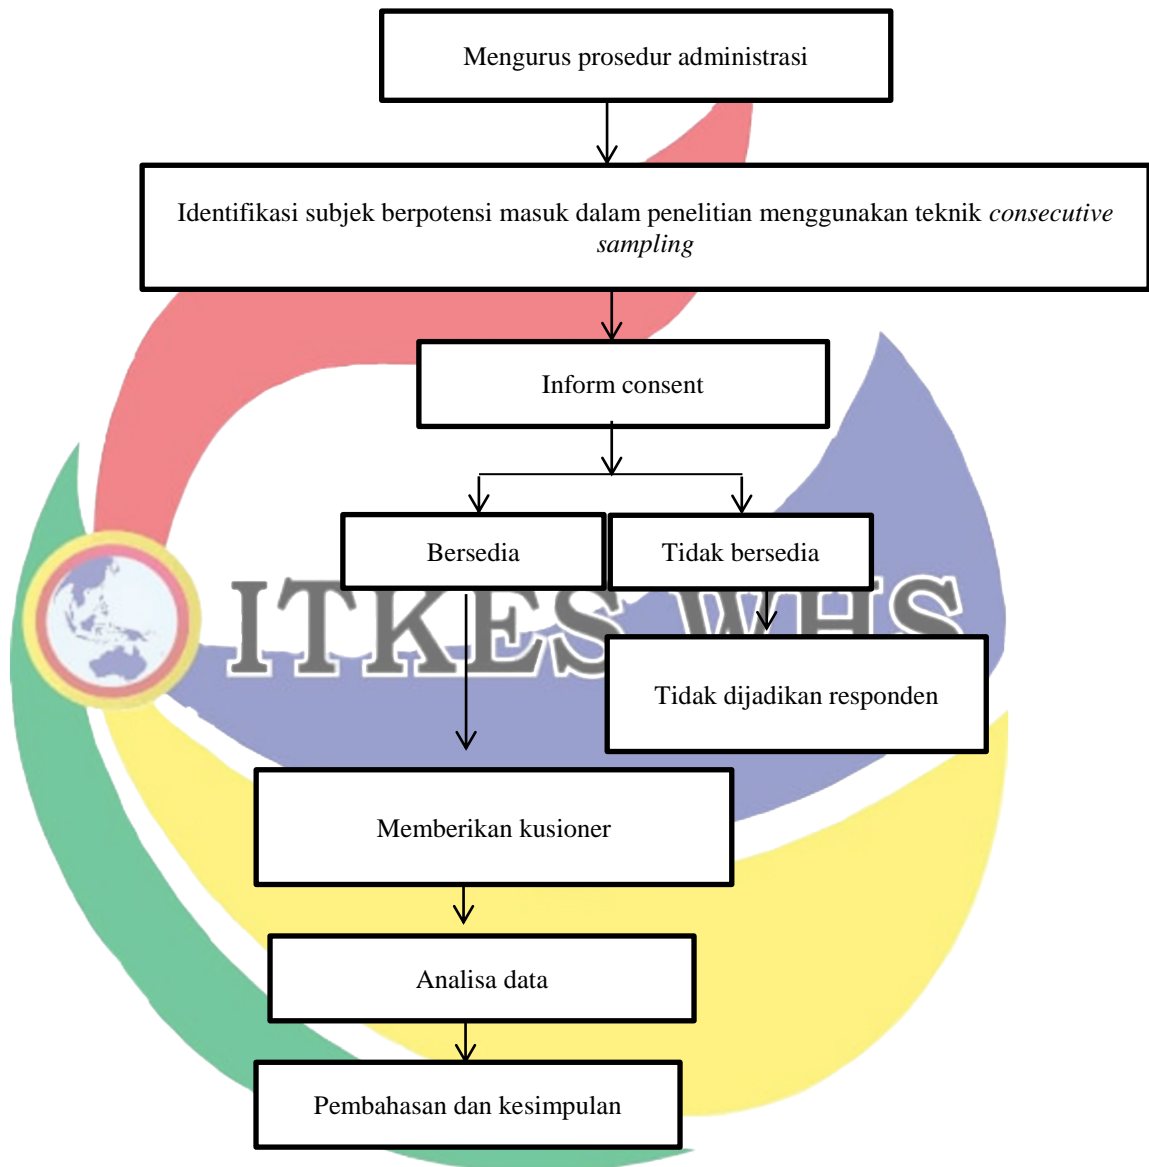 Mengurus prosedur administrasi
Identifikasi subjek berpotensi masuk dalam penelitian menggunakan teknik consecutive
sampling
Inform consent
Bersedia
Tidak bersedia
ITKES WHS
Tidak dijadikan responden
Memberikan kusioner
Analisa data
Pembahasan dan kesimpulan